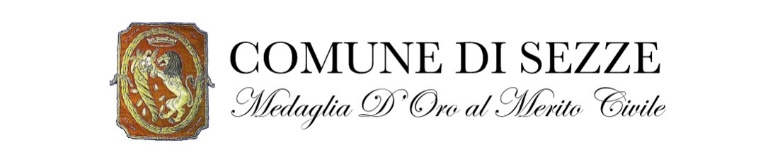 COMUNE DI SEZZE
Medaglia D'Oro al Merito Civile